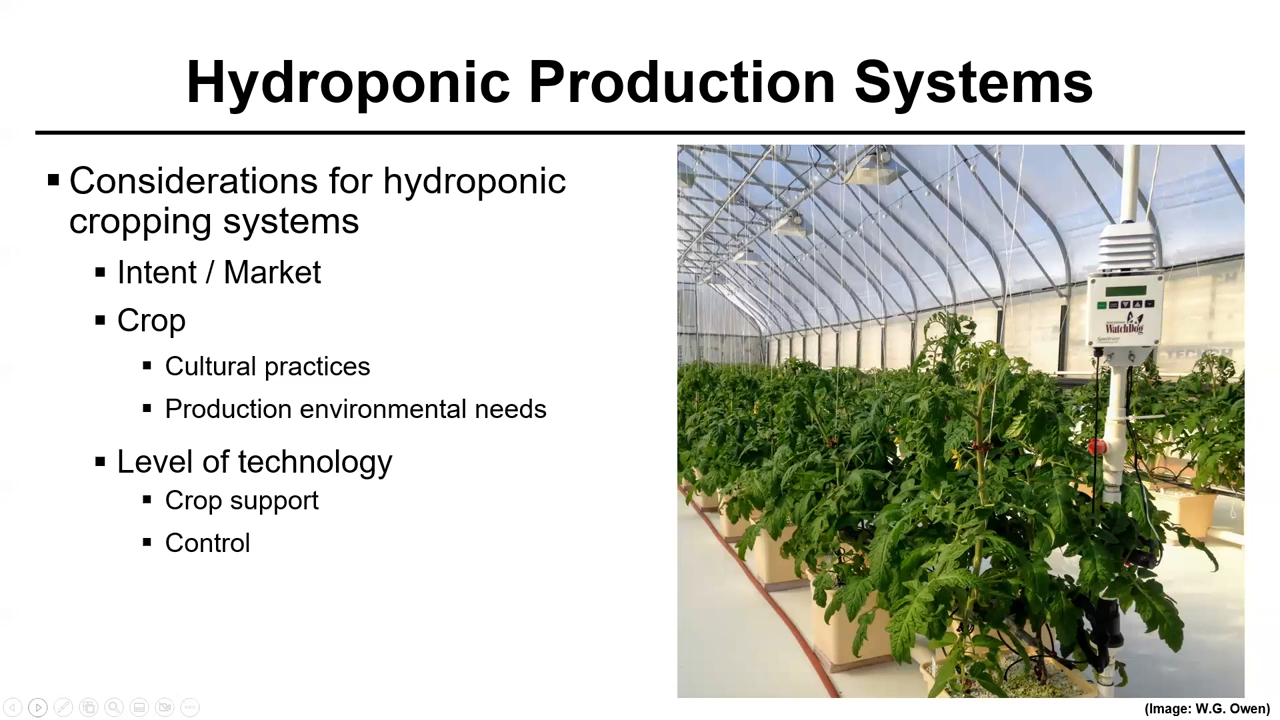 Hydroponic Production Systems
▪ Considerations for hydroponic
cropping systems
▪ Intent / Market
▪ Crop
▪ Cultural practices
▪ Production environmental needs
▪ Level of technology
▪ Crop support
▪ Control
WatchDog
(Image: W.G. Owen)